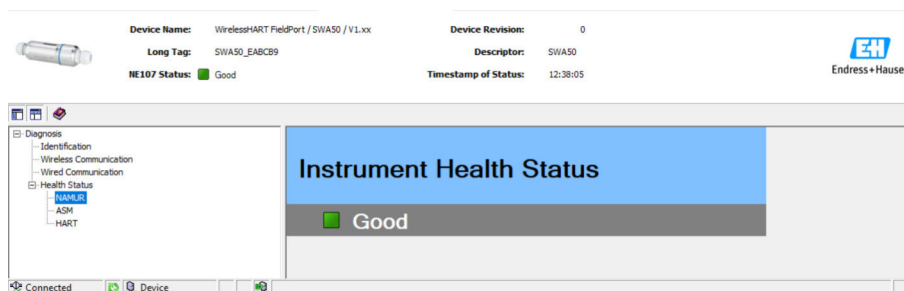 Device Name: WirelessHART FieldPort / SWA50 / V1.xx Device Revision: 0
Long Tag: SWA50_EABCB9 Descriptor: SWA50
NE107 Status: Good Timestamp of Status: 12:38:05
EH
Endress+Hause
Diagnosis
Identification
Wireless Communication
Wired Communication
Health Status
NAMUR
ASM
HART
Instrument Health Status
Good
Connected Device